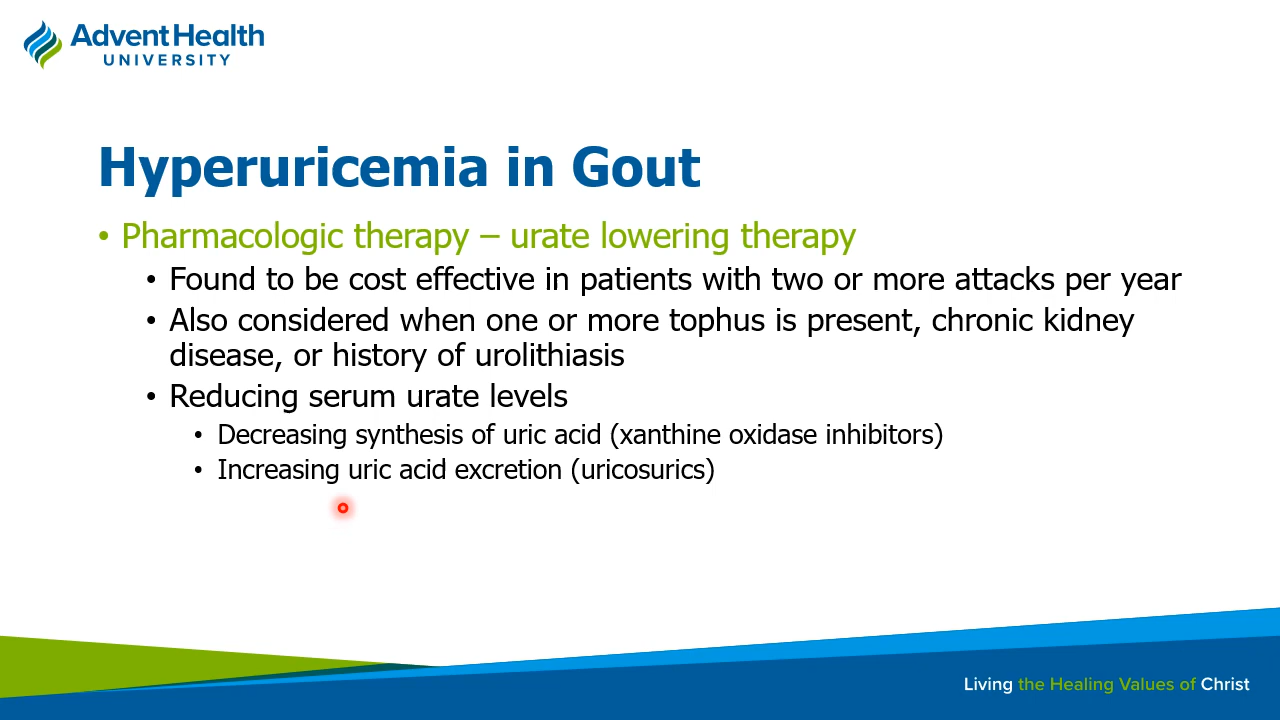 AdventHealth
UNIVERSITY
Hyperuricemia in Gout
• Pharmacologic therapy – urate lowering therapy
• Found to be cost effective in patients with two or more attacks per year
• Also considered when one or more tophus is present, chronic kidney
disease, or history of urolithiasis
• Reducing serum urate levels
• Decreasing synthesis of uric acid (xanthine oxidase inhibitors)
• Increasing uric acid excretion (uricosurics)
Living the Healing Values of Christ